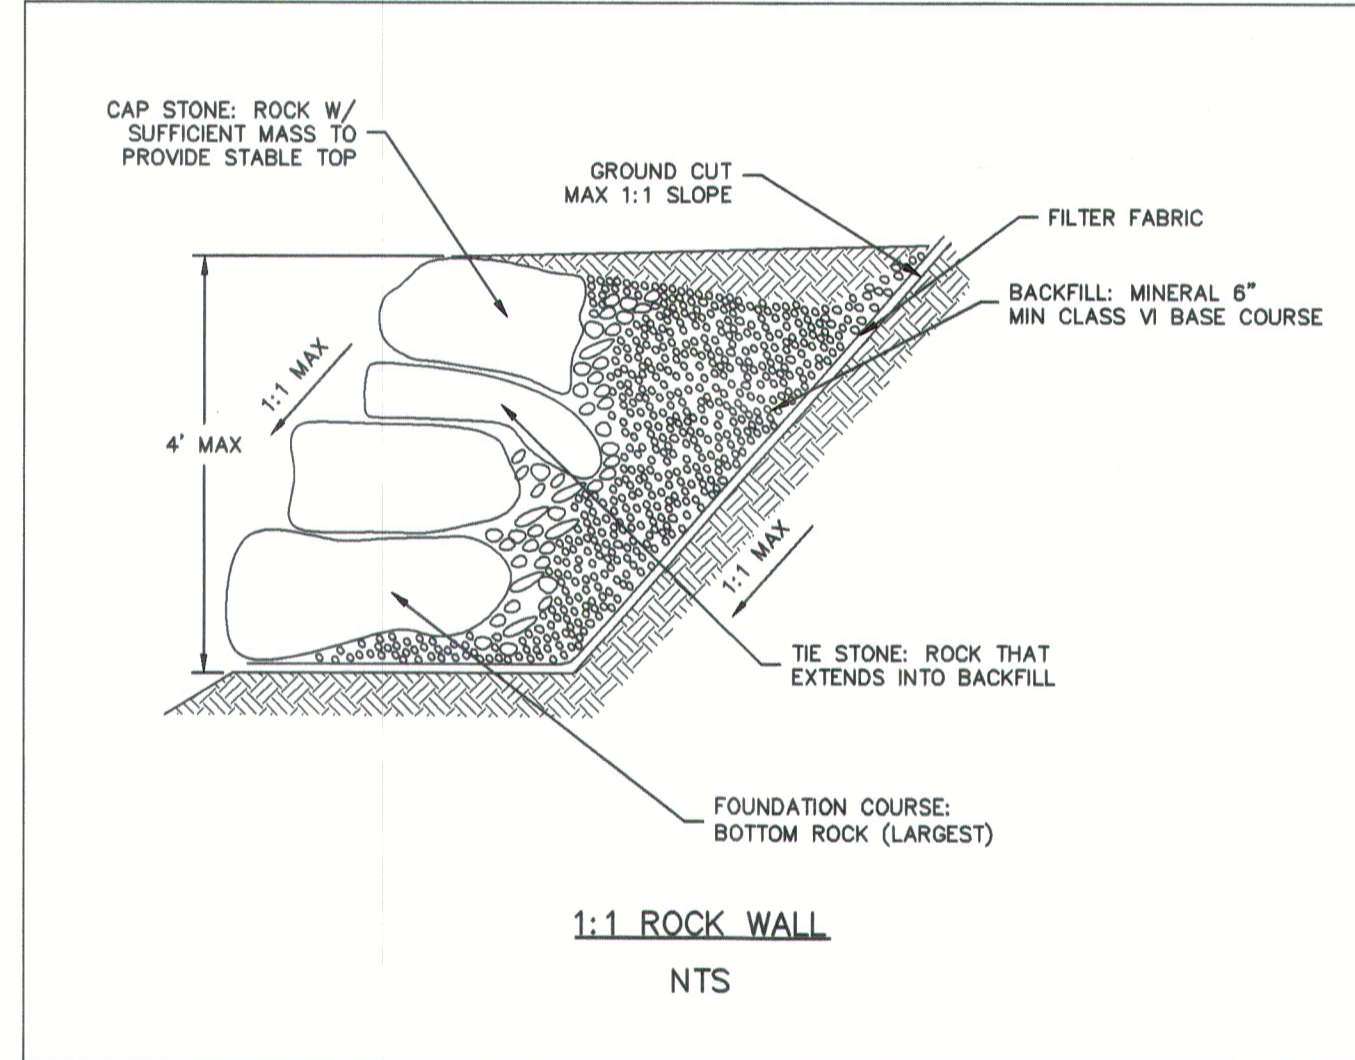 CAP STONE: ROCK W/
SUFFICIENT MASS TO
PROVIDE STABLE TOP
GROUND CUT
MAX 1:1 SLOPE
FILTER FABRIC
BACKFILL: MINERAL 6"
MIN CLASS VI BASE COURSE
1:1 MAX
4' MAX
1:1 MAX
TIE STONE: ROCK THAT
EXTENDS INTO BACKFILL
FOUNDATION COURSE:
BOTTOM ROCK (LARGEST)
1:1 ROCK WALL
NTS